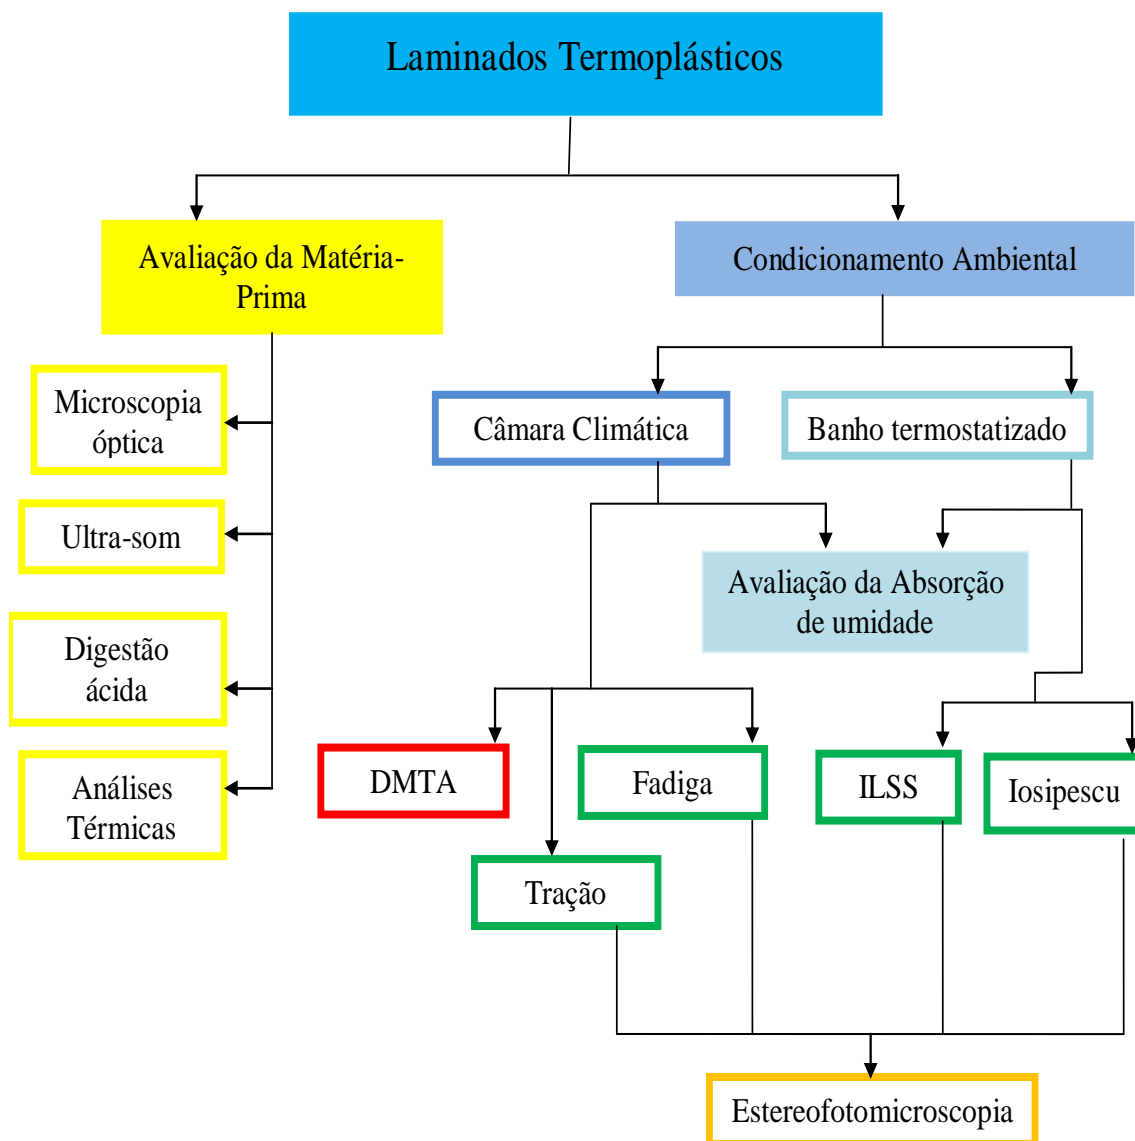 Laminados Termoplásticos
Avaliação da Matéria-
Prima
Condicionamento Ambiental
Microscopia
óptica
Câmara Climática
Banho termostatizado
Ultra-som
Avaliação da Absorção
de umidade
Digestão
ácida
DMTA
Fadiga
ILSS
Iosipescu
Análises
Térmicas
Tração
Estereofotomicroscopia